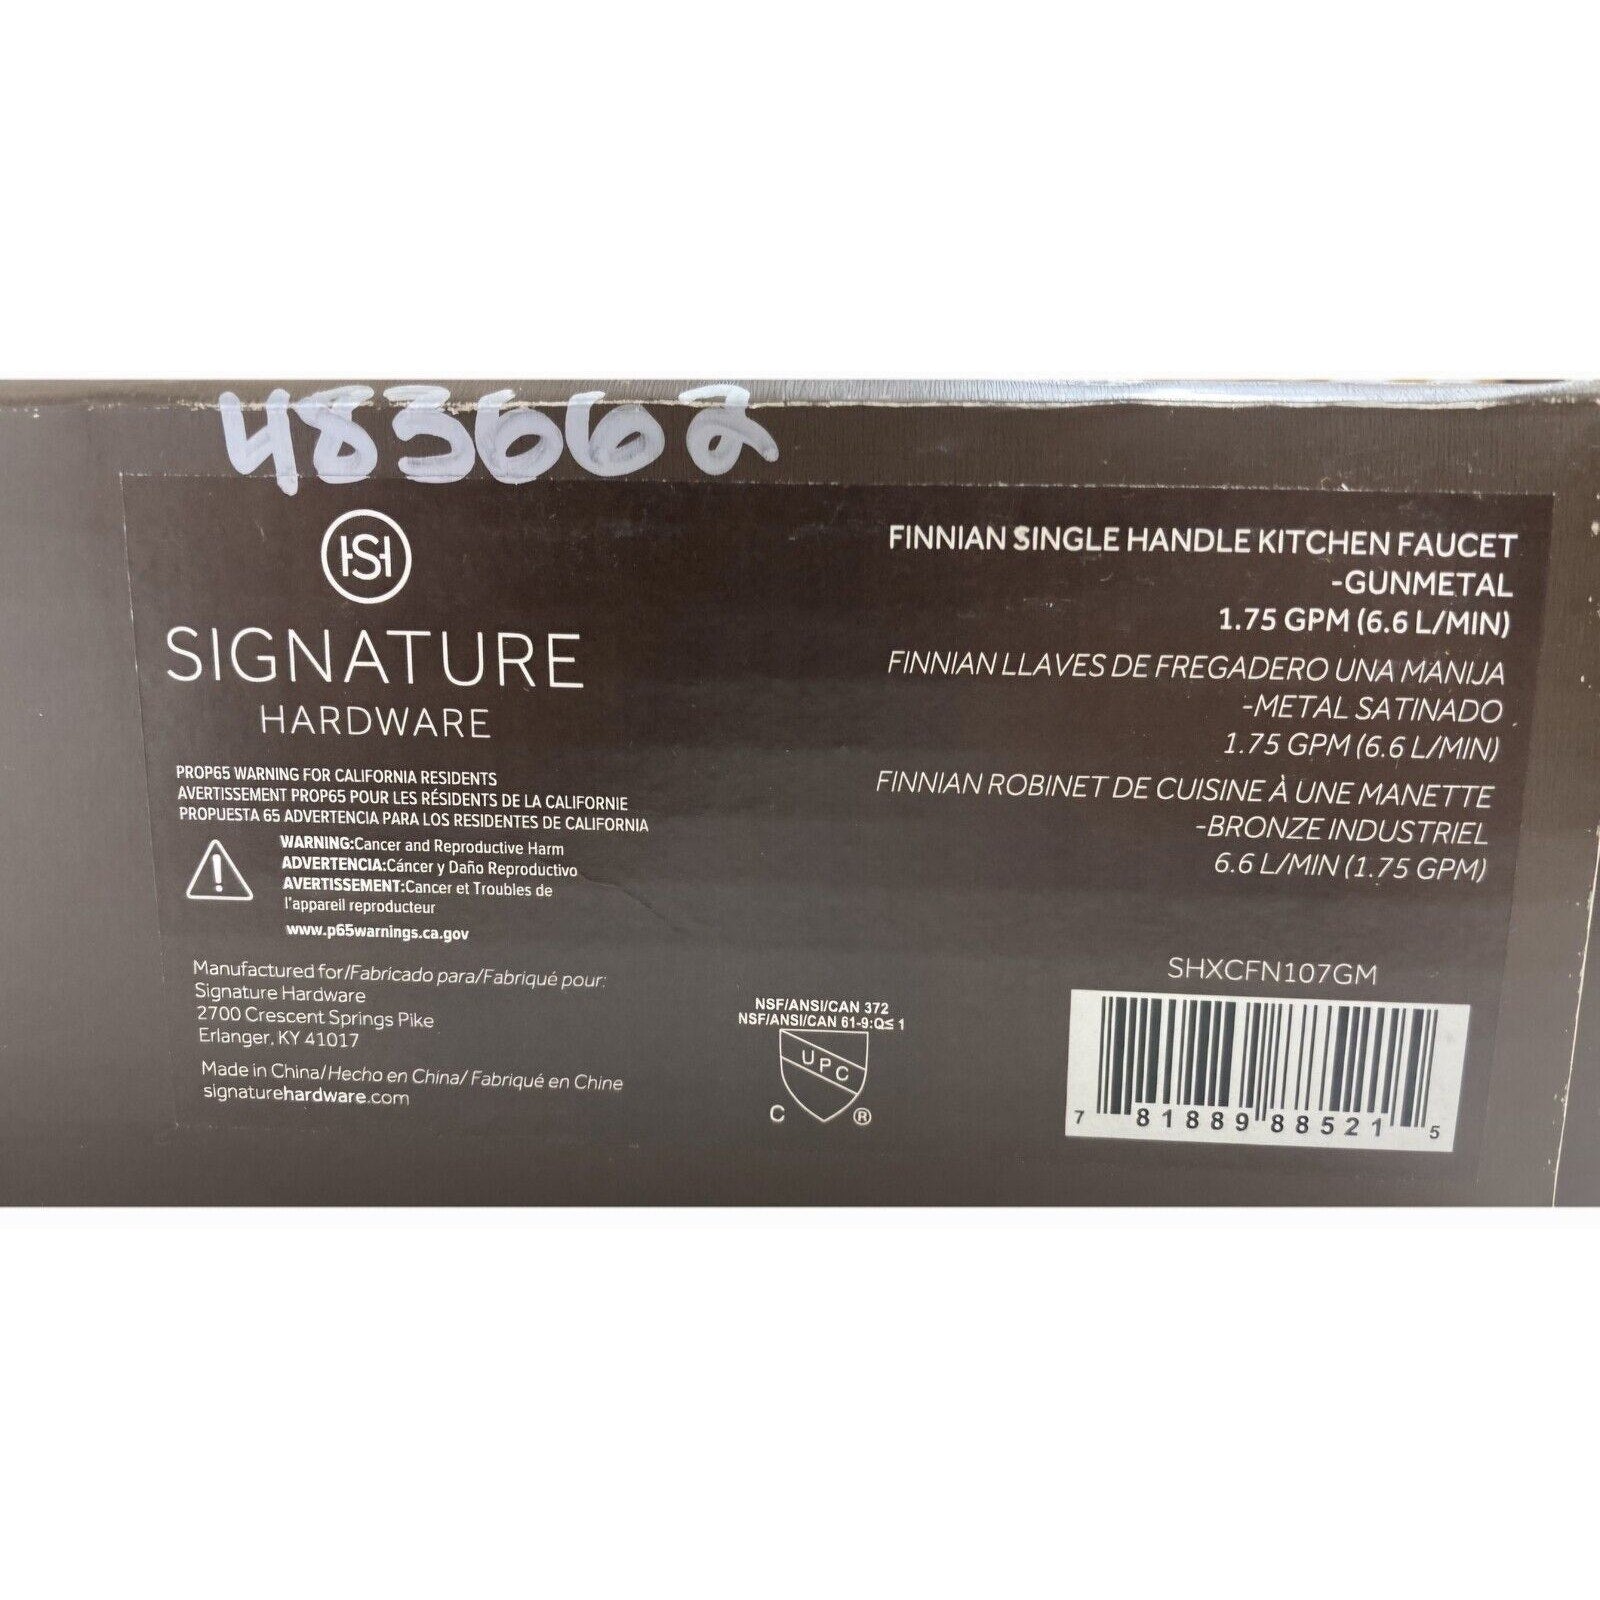 483662
HS
SIGNATURE
HARDWARE
PROP65 WARNING FOR CALIFORNIA RESIDENTS
AVERTISSEMENT PROP65 POUR LES RÉSIDENTS DE LA CALIFORNIE
PROPUESTA 65 ADVERTENCIA PARA LOS RESIDENTES DE CALIFORNIA
WARNING:Cancer and Reproductive Harm
ADVERTENCIA:Cáncer y Daño Reproductivo
AVERTISSEMENT:Cancer et Troubles de
l'appareil reproducteur
www.p65warnings.ca.gov
Manufactured for/Fabricado para/Fabriqué pour:
Signature Hardware
2700 Crescent Springs Pike
Erlanger, KY 41017
Made in China/Hecho en China/ Fabriqué en Chine
signaturehardware.com
NSF/ANSI/CAN 372
NSF/ANSI/CAN 61-9:Q≤ 1
UPC
C ®
FINNIAN SINGLE HANDLE KITCHEN FAUCET
-GUNMETAL
1.75 GPM (6.6 L/MIN)
FINNIAN LLAVES DE FREGADERO UNA MANIJA
-METAL SATINADO
1.75 GPM (6.6 L/MIN)
FINNIAN ROBINET DE CUISINE À UNE MANETTE
-BRONZE INDUSTRIEL
6.6 L/MIN (1.75 GPM)
SHXCFN107GM
7 81889 88521 5